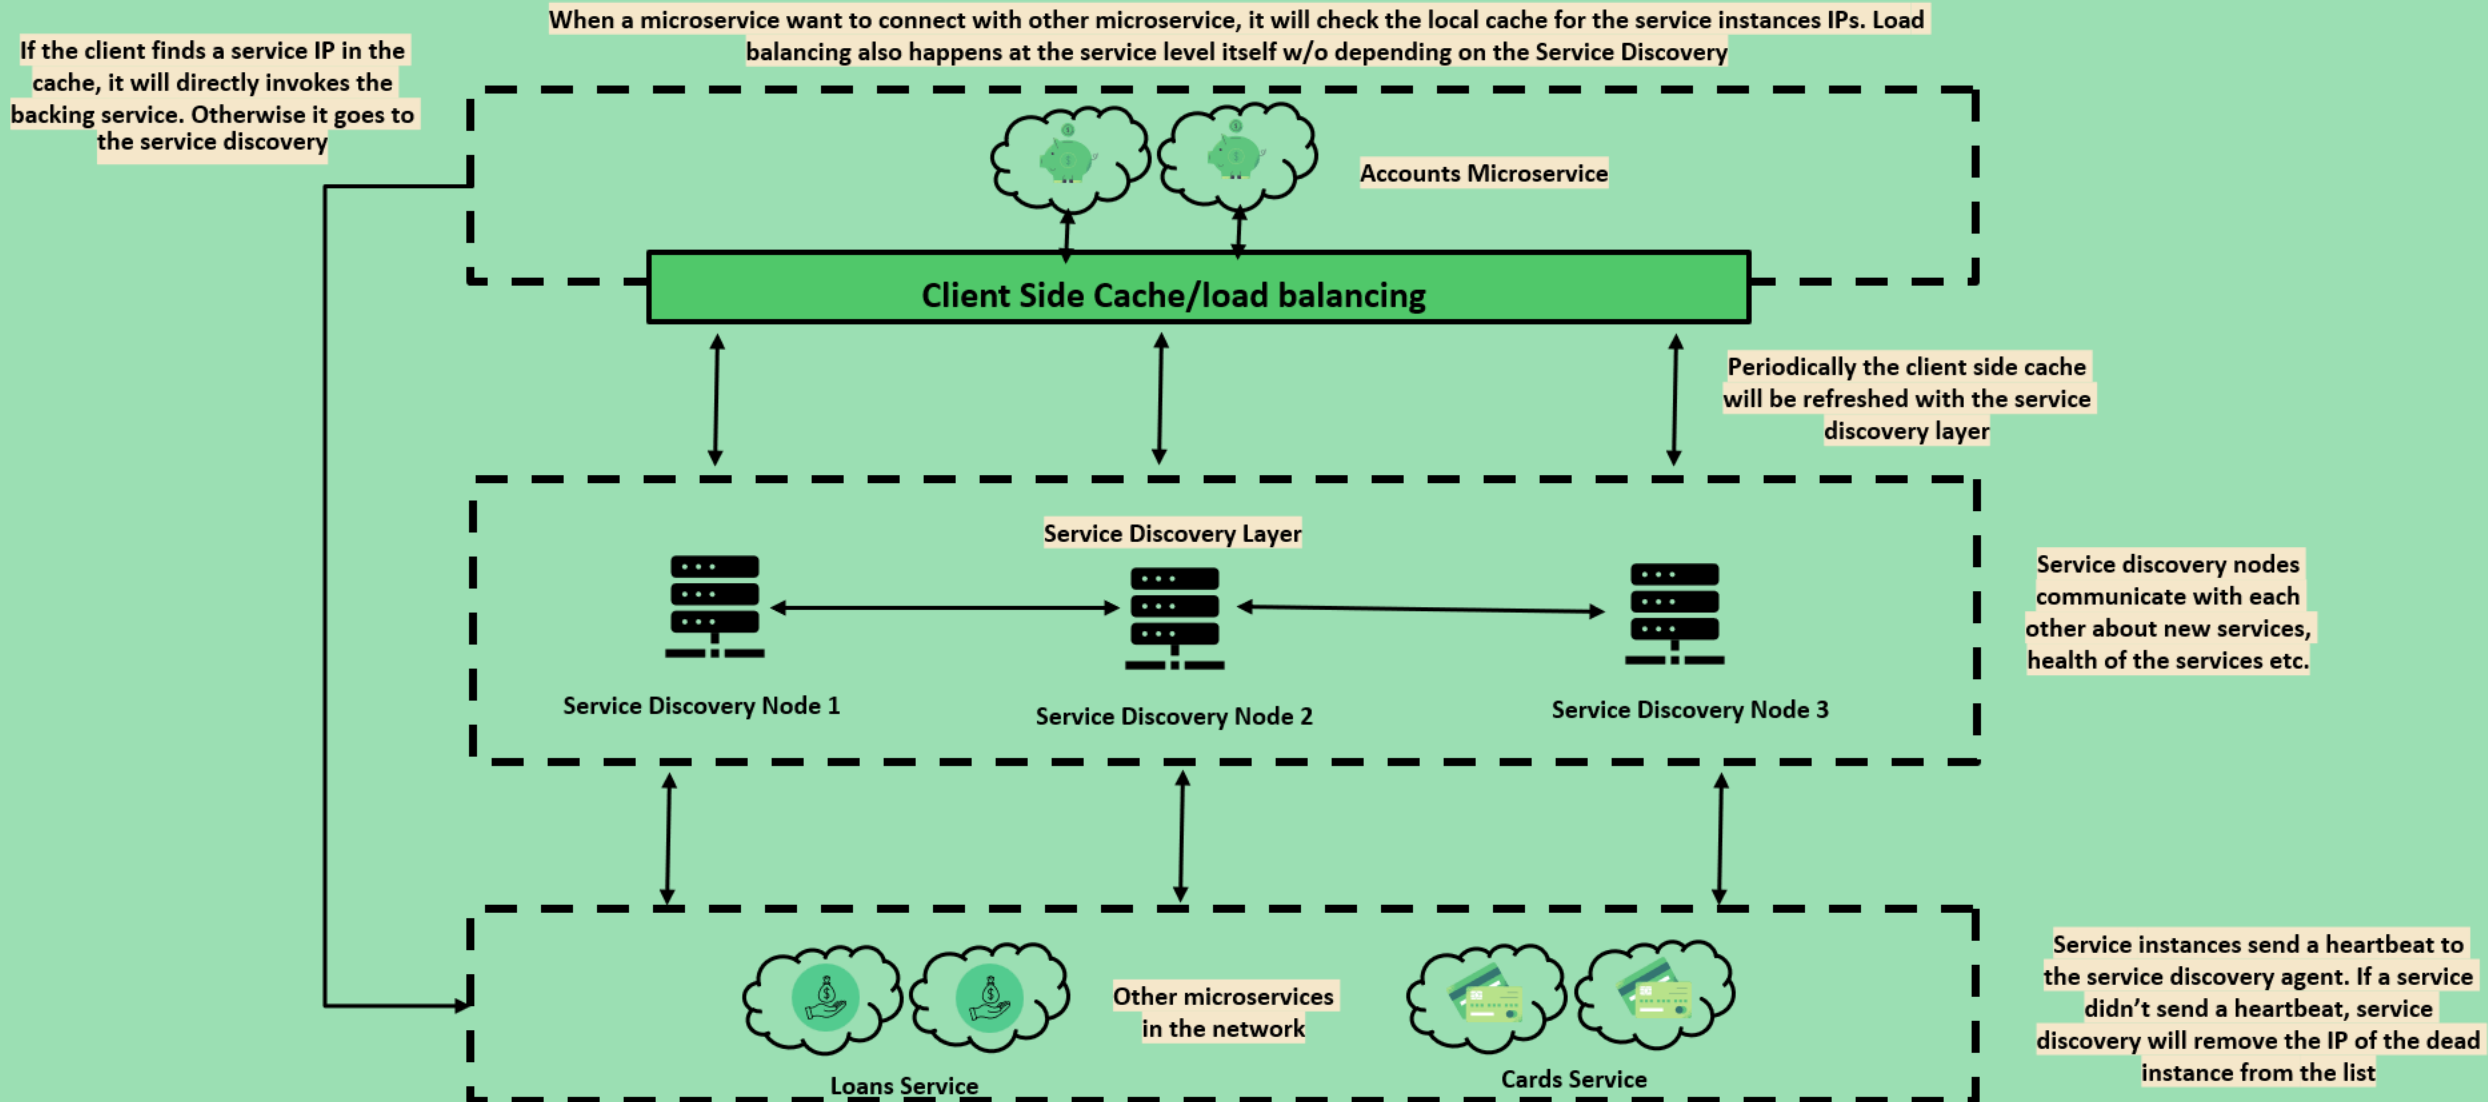 When a microservice want to connect with other microservice, it will check the local cache for the service instances IPs. Load
balancing also happens at the service level itself w/o depending on the Service Discovery
If the client finds a service IP in the
cache, it will directly invokes the
backing service. Otherwise it goes to
the service discovery
Accounts Microservice
Client Side Cache/load balancing
Periodically the client side cache
will be refreshed with the service
discovery layer
Service Discovery Layer
Service Discovery Node 1
Service Discovery Node 2
Service Discovery Node 3
Service discovery nodes
communicate with each
other about new services,
health of the services etc.
Other microservices
in the network
Loans Service
Cards Service
Service instances send a heartbeat to
the service discovery agent. If a service
didn’t send a heartbeat, service
discovery will remove the IP of the dead
instance from the list